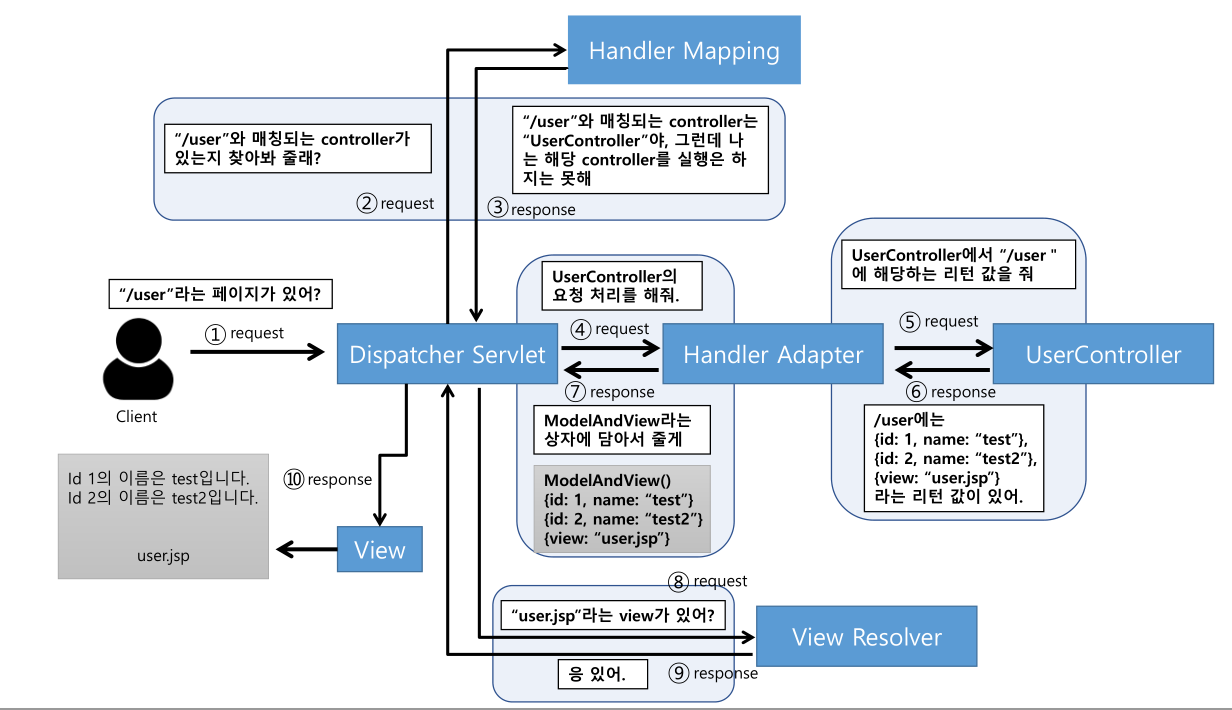 Handler Mapping
“/user”와 매칭되는 controller가
있는지 찾아봐 줄래?
“/user”와 매칭되는 controller는
“UserController”야, 그런데 나
는 해당 controller를 실행은 하
지는 못해
② request
③ response
“/user”라는 페이지가 있어?
① request
Client
Dispatcher Servlet
UserController의
요청 처리를 해줘.
④ request
⑦ response
ModelAndView라는
상자에 담아서 줄게
ModelAndView()
{id: 1, name: “test”}
{id: 2, name: “test2”}
{view: “user.jsp”}
Handler Adapter
UserController에서 “/user "
에 해당하는 리턴 값을 줘
⑤ request
⑥ response
UserController
/user에는
{id: 1, name: “test”},
{id: 2, name: “test2”},
{view: “user.jsp”}
라는 리턴 값이 있어.
⑧ request
“user.jsp”라는 view가 있어?
View Resolver
응 있어.
⑨ response
⑩ response
View
Id 1의 이름은 test입니다.
Id 2의 이름은 test2입니다.
user.jsp